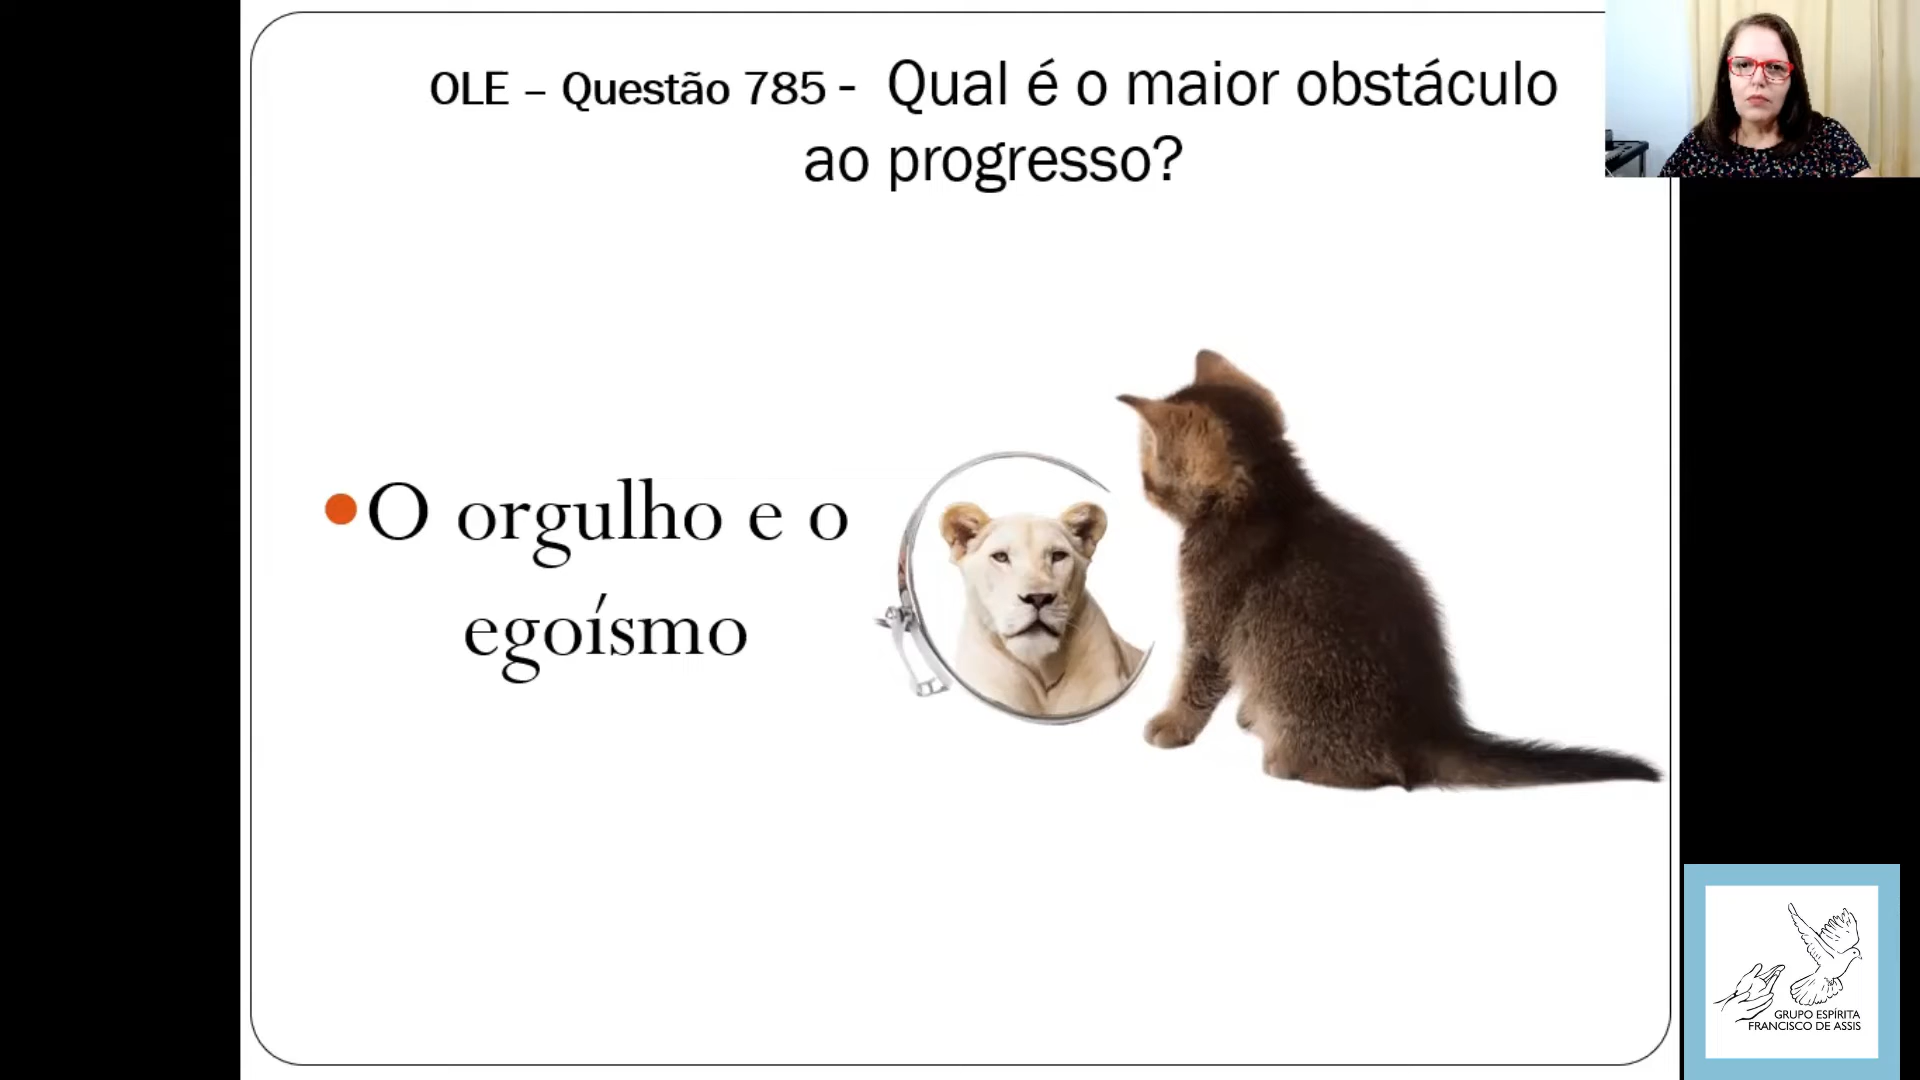 OLE – Questão 785 - Qual é o maior obstáculo
ao progresso?
•O orgulho e o
egoísmo
GRUPO ESPÍRITA
FRANCISCO DE ASSIS